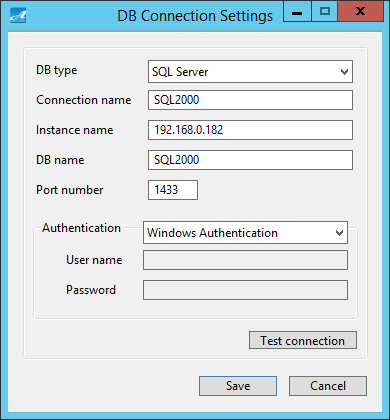 DB Connection Settings
DB type SQL Server
Connection name SQL2000
Instance name 192.168.0.182
DB name SQL2000
Port number 1433
Authentication Windows Authentication
User name
Password
Test connection
Save Cancel